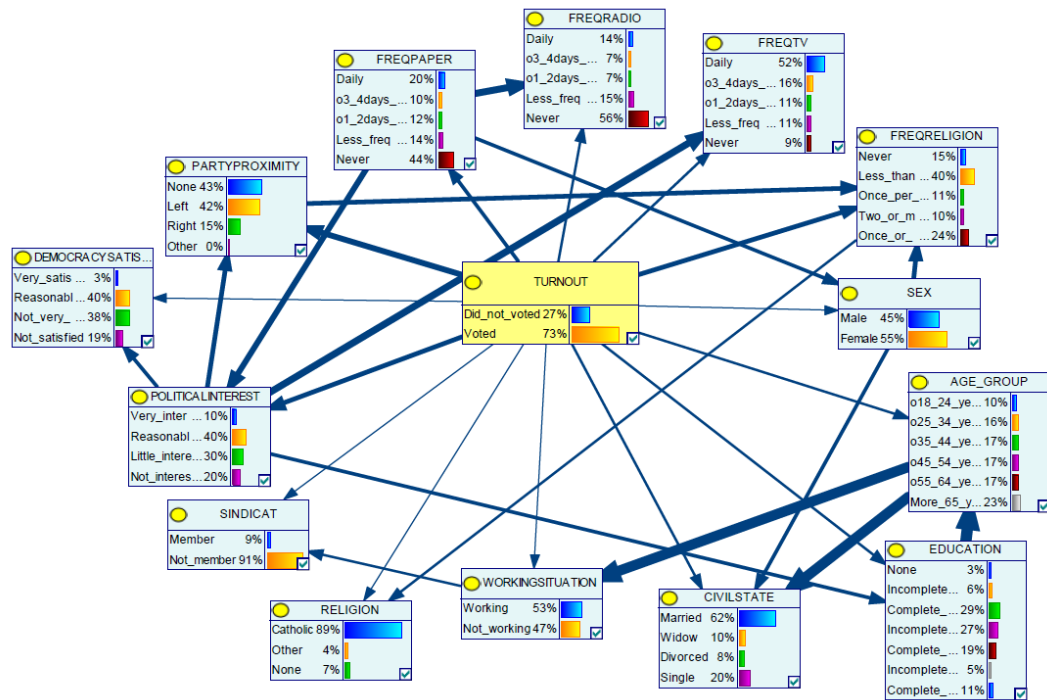 FREQRADIO
Daily 14%
o3_4days_... 7%
o1_2days_... 7%
Less_freq ... 15%
Never 56%
FREQPAPER
Daily 20%
o3_4days_... 10%
o1_2days_... 12%
Less_freq ... 14%
Never 44%
FREQTV
Daily 52%
o3_4days_... 16%
o1_2days_... 11%
Less_freq ... 11%
Never 9%
FREQRELIGION
Never 15%
Less_than ... 40%
Once_per_... 11%
Two_or_m ... 10%
Once_or_ ... 24%
PARTYPROXIMITY
None 43%
Left 42%
Right 15%
Other 0%
DEMOCRACYSATIS...
Very_satis ... 3%
Reasonabl ... 40%
Not_very_ ... 38%
Not_satisfied 19%
TURNOUT
Did_not_voted 27%
Voted 73%
SEX
Male 45%
Female 55%
POLITICALINTEREST
Very_inter ... 10%
Reasonabl ... 40%
Little_intere... 30%
Not_interes... 20%
AGE_GROUP
o18_24_ye... 10%
o25_34_ye... 16%
o35_44_ye... 17%
o45_54_ye... 17%
o55_64_ye... 17%
More_65_y... 23%
SINDICAT
Member 9%
Not_member 91%
EDUCATION
None 3%
Incomplete... 6%
Complete_... 29%
Incomplete... 27%
Complete_... 19%
Incomplete... 5%
Complete_... 11%
WORKINGSITUATION
Working 53%
Not_working 47%
CIVILSTATE
Married 62%
Widow 10%
Divorced 8%
Single 20%
RELIGION
Catholic 89%
Other 4%
None 7%